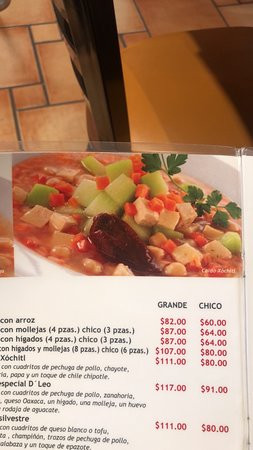 Caldo Xóchitl
GRANDE CHICO
con arroz $82.00 $60.00
con mollejas (4 pzas.) chico (3 pzas.) $87.00 $64.00
con hígados (4 pzas.) chico (3 pzas.) $87.00 $64.00
con hígados y mollejas (8 pzas.) chico (6 pzas.) $107.00 $80.00
Xóchitl $111.00 $80.00
con cuadritos de pechuga de pollo, chayote,
ria, papa y un toque de chile chipotle.
especial D´Leo $117.00 $91.00
con cuadritos de pechuga de pollo, zanahoria,
, queso Oaxaca, un hígado, una molleja, un huevo
rodaja de aguacate.
silvestre $111.00 $80.00
con cuadritos de queso blanco o tofu,
, champiñón, trozos de pechuga de pollo,
alabaza y un toque de epazote.